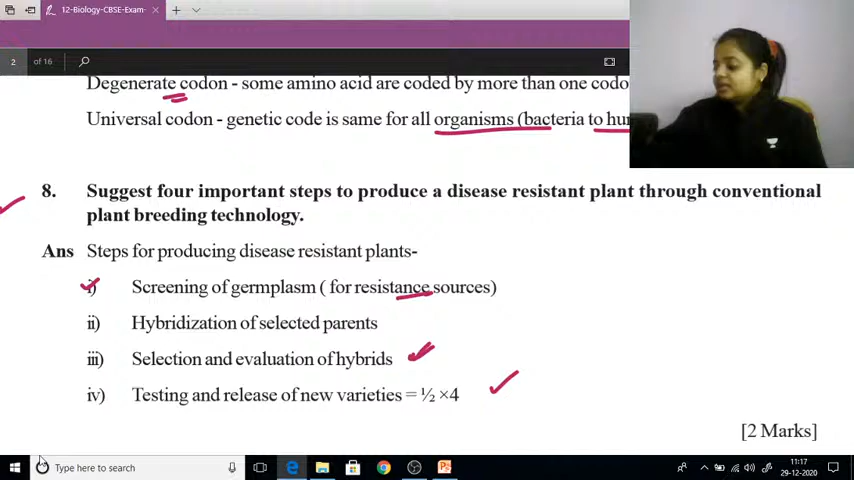 12-Biology-CBSE-Exam-
2 of 16
Degenerate codon - some amino acid are coded by more than one codo
Universal codon - genetic code is same for all organisms (bacteria to hu
8. Suggest four important steps to produce a disease resistant plant through conventional
plant breeding technology.
Ans Steps for producing disease resistant plants-
i) Screening of germplasm ( for resistance sources)
ii) Hybridization of selected parents
iii) Selection and evaluation of hybrids
iv) Testing and release of new varieties = ½ ×4
[2 Marks]
Type here to search
11:17
29-12-2020